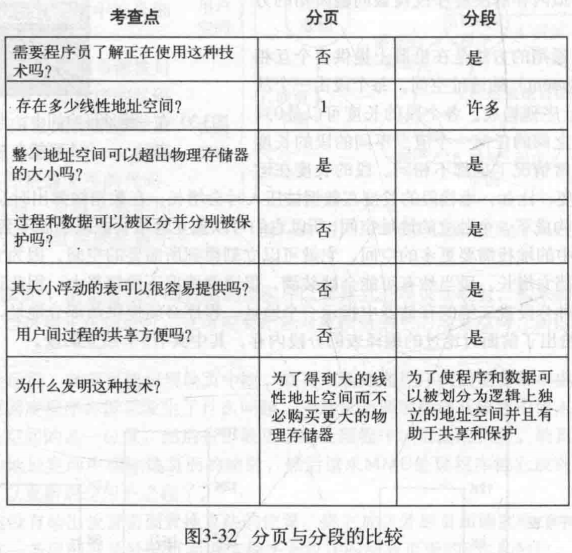 考查点 分页 分段
需要程序员了解正在使用这种技 否 是
术吗?
存在多少线性地址空间? 1 许多
整个地址空间可以超出物理存储器 是 是
的大小吗?
过程和数据可以被区分并分别被保 否 是
护吗?
其大小浮动的表可以很容易提供吗? 否 是
用户间过程的共享方便吗? 否 是
为什么发明这种技术? 为了得到大的线 为了使程序和数据可
性地址空间而不 以被划分为逻辑上独
必购买更大的物 立的地址空间并且有
理存储器 助于共享和保护
图3-32 分页与分段的比较